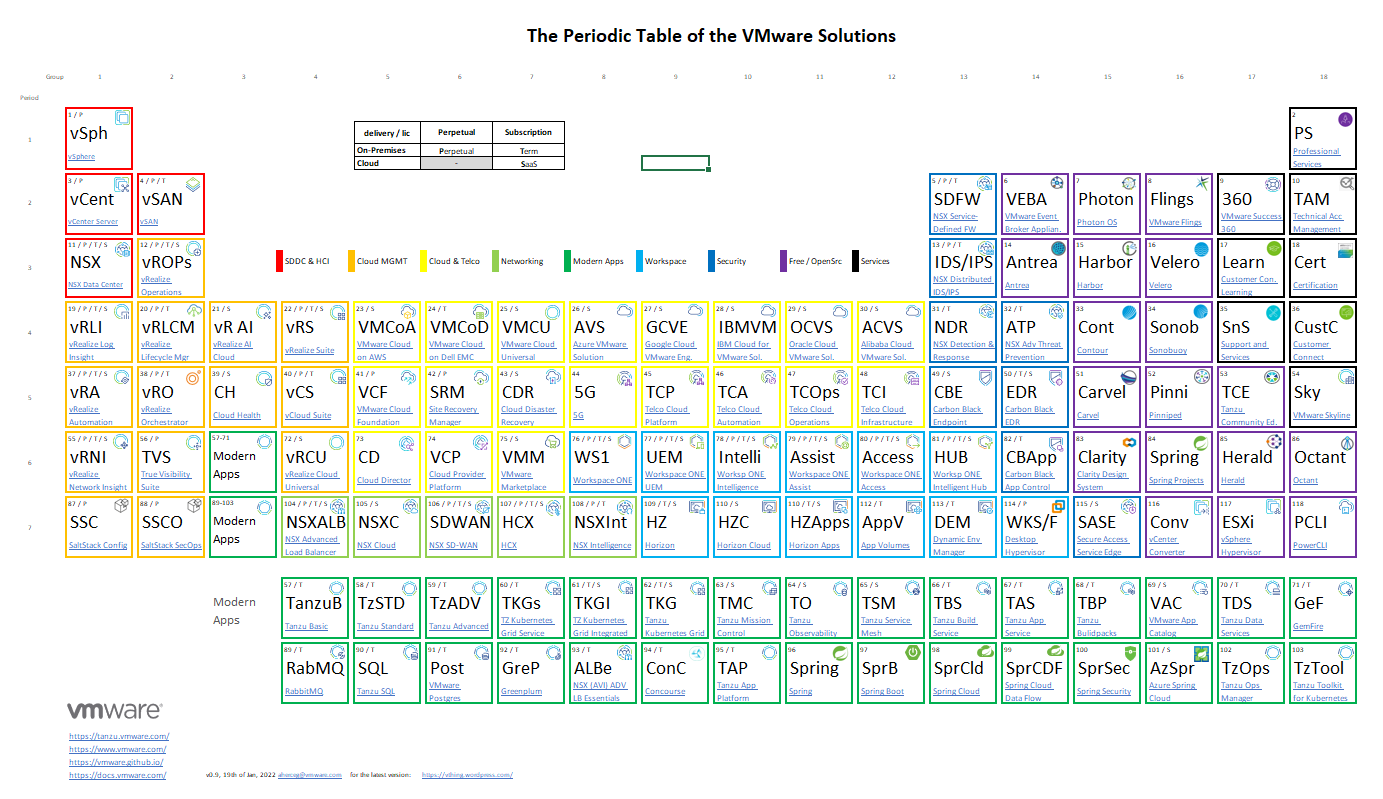 The Periodic Table of the VMware Solutions
Group 1 2 3 4 5 6 7 8 9 10 11 12 13 14 15 16 17 18
Period
1
1 / P
vSph
vSphere
delivery / lic Perpetual Subscription
On-Premises Perpetual Term
Cloud - SaaS
2
PS
Professional
Services
2
3 / P
vCent
vCenter Server
4 / P / T
vSAN
vSAN
5 / P / T
SDFW
NSX Service-
Defined FW
6
VEBA
VMware Event
Broker Applian.
7
Photon
Photon OS
8
Flings
VMware Flings
9
360
VMware Success
360
10
TAM
Technical Acc
Management
3
11 / P / T / S
NSX
NSX Data Center
12 / P / T / S
vROPs
vRealize
Operations
SDDC & HCI
Cloud MGMT
Cloud & Telco
Networking
Modern Apps
Workspace
Security
Free / OpenSrc
Services
13 / P / T
IDS/IPS
NSX Distributed
IDS/IPS
14
Antrea
Antrea
15
Harbor
Harbor
16
Velero
Velero
17
Learn
Customer Con.
Learning
18
Cert
Certification
4
19 / P / T / S
vRLI
vRealize Log
Insight
20 / P / T
vRLCM
vRealize
Lifecycle Mgr
21 / S
vR AI
vRealize AI
Cloud
22 / P / T / S
vRS
vRealize Suite
23 / S
VMCoA
VMware Cloud
on AWS
24 / T
VMCoD
VMware Cloud
on Dell EMC
25 / S
VMCU
VMware Cloud
Universal
26 / S
AVS
Azure VMware
Solution
27 / S
GCVE
Google Cloud
VMware Eng.
28 / S
IBMVM
IBM Cloud for
VMware Sol.
29 / S
OCVS
Oracle Cloud
VMware Sol.
30 / S
ACVS
Alibaba Cloud
VMware Sol.
31 / T
NDR
NSX Detection &
Response
32 / T
ATP
NSX Adv Threat
Prevention
33
Cont
Contour
34
Sonob
Sonobuoy
35
SnS
Support and
Services
36
CustC
Customer
Connect
5
37 / P / T
vRA
vRealize
Automation
38 / P / T
vRO
vRealize
Orchestrator
39 / S
CH
Cloud Health
40 / P / T
vCS
vCloud Suite
41 / P
VCF
VMware Cloud
Foundation
42 / P
SRM
Site Recovery
Manager
43 / S
CDR
Cloud Disaster
Recovery
44
5G
5G
45
TCP
Telco Cloud
Platform
46
TCA
Telco Cloud
Automation
47
TCOps
Telco Cloud
Operations
48
TCI
Telco Cloud
Infrastructure
49 / S
CBE
Carbon Black
Endpoint
50 / T / S
EDR
Carbon Black
EDR
51
Carvel
Carvel
52
Pinni
Pinniped
53
TCE
Tanzu
Community Ed.
54
Sky
VMware Skyline
6
55 / P / T / S
vRNI
vRealize
Network Insight
56 / P
TVS
True Visibility
Suite
57-71
Modern
Apps
72 / S
vRCU
vRealize Cloud
Universal
73
CD
Cloud Director
74
VCP
Cloud Provider
Platform
75 / S
VMM
VMware
Marketplace
76 / P / T / S
WS1
Workspace ONE
77 / P / T / S
UEM
Workspace ONE
UEM
78 / P / T / S
Intelli
Worksp ONE
Intelligence
79 / P / T / S
Assist
Workspace ONE
Assist
80 / P / T / S
Access
Workspace ONE
Access
81 / P / T / S
HUB
Worksp ONE
Intelligent Hub
82 / T
CBApp
Carbon Black
App Control
83
Clarity
Clarity Design
System
84
Spring
Spring Projects
85
Herald
Herald
86
Octant
Octant
7
87 / P
SSC
SaltStack Config
88 / P
SSCO
SaltStack SecOps
89-103
Modern
Apps
104 / P / T / S
NSXALB
NSX Advanced
Load Balancer
105 / S
NSXC
NSX Cloud
106 / P / T / S
SDWAN
NSX SD-WAN
107 / P / T / S
HCX
HCX
108 / P / T
NSXInt
NSX Intelligence
109 / T / S
HZ
Horizon
110 / S
HZC
Horizon Cloud
111 / P / T / S
HZApps
Horizon Apps
112 / P / T
AppV
App Volumes
113 / T
DEM
Dynamic Env
Manager
114 / P
WKS/F
Desktop
Hypervisor
115 / S
SASE
Secure Access
Service Edge
116
Conv
vCenter
Converter
117
ESXi
vSphere
Hypervisor
118
PCLI
PowerCLI
Modern
Apps
57 / T
TanzuB
Tanzu Basic
58 / T
TzSTD
Tanzu Standard
59 / T
TzADV
Tanzu Advanced
60 / T
TKGs
TZ Kubernetes
Grid Service
61 / T / S
TKGI
TZ Kubernetes
Grid Integrated
62 / T / S
TKG
Tanzu
Kubernetes Grid
63 / S
TMC
Tanzu Mission
Control
64 / S
TO
Tanzu
Observability
65 / S
TSM
Tanzu Service
Mesh
66 / T
TBS
Tanzu Build
Service
67 / T
TAS
Tanzu App
Service
68 / T
TBP
Tanzu
Bulidpacks
69 / S
VAC
VMware App
Catalog
70 / T
TDS
Tanzu Data
Services
71 / T
GeF
GemFire
89 / T
RabMQ
RabbitMQ
90 / T
SQL
Tanzu SQL
91 / T
Post
VMware
Postgres
92 / T
GreP
Greenplum
93 / T
ALBe
NSX (AVI) ADV
LB Essentials
94 / T
ConC
Concourse
95 / T
TAP
Tanzu App
Platform
96
Spring
Spring
97
SprB
Spring Boot
98
SprCld
Spring Cloud
99
SprCDF
Spring Cloud
Data Flow
100
SprSec
Spring Security
101 / S
AzSpr
Azure Spring
Cloud
102 / T
TzOps
Tanzu Ops
Manager
103 / T
TzTool
Tanzu Toolkit
for Kubernetes
vmware®
https://tanzu.vmware.com/
https://www.vmware.com/
https://vmware.github.io/
https://docs.vmware.com/
v0.9, 19th of Jan, 2022 aherceg@vmware.com for the latest version: https://vthing.wordpress.com/